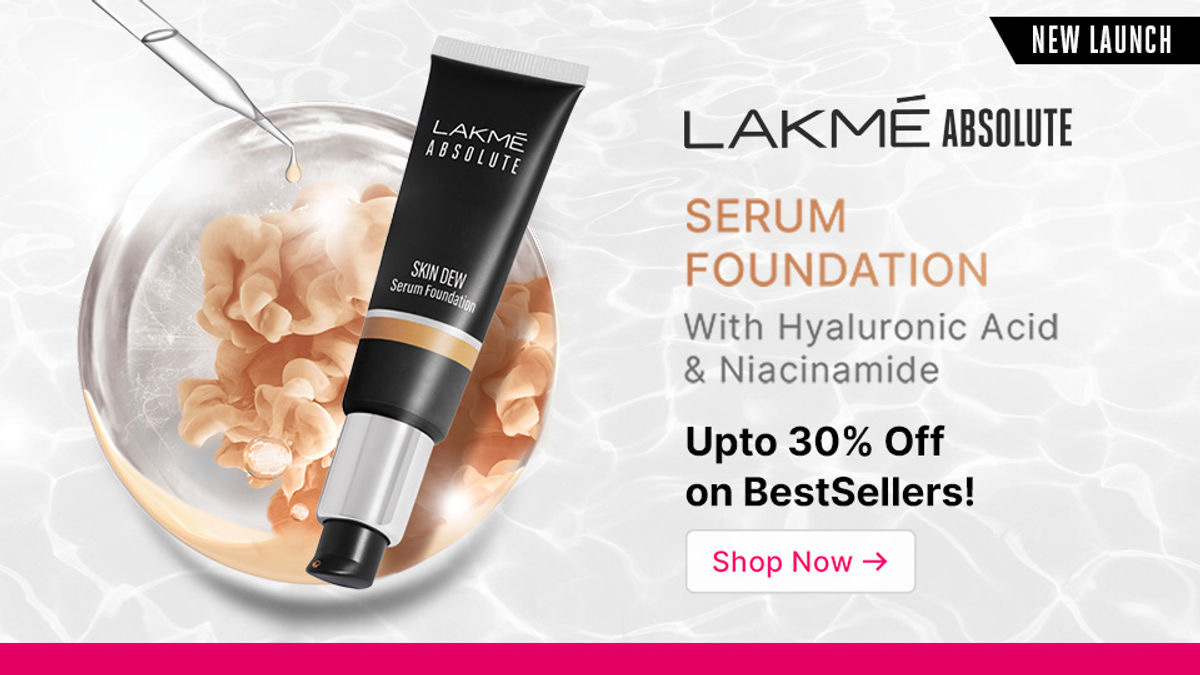 NEW LAUNCH
LAKMÉ ABSOLUTE
SERUM
FOUNDATION
With Hyaluronic Acid
& Niacinamide
Upto 30% Off
on BestSellers!
Shop Now →
LAKMÉ
ABSOLUTE
SKIN DEW
Serum Foundation